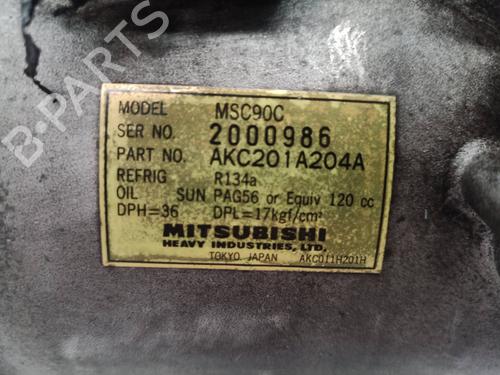 B-PARTS
MODEL MSC90C
SER NO. 2000986
PART NO. AKC201A204A
REFRIG R134a
OIL SUN PAG56 or Equiv 120 cc
DPH=36 DPL=17kgf/cm²
MITSUBISHI
HEAVY INDUSTRIES, LTD.
TOKYO JAPAN AKC011H201H